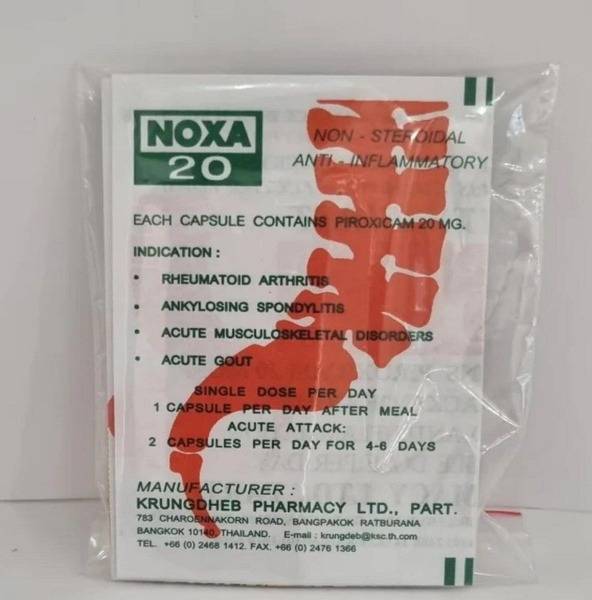 NOXA
20
NON - STEROIDAL
ANTI - INFLAMMATORY
EACH CAPSULE CONTAINS PIROXICAM 20 MG.
INDICATION :
• RHEUMATOID ARTHRITIS
• ANKYLOSING SPONDYLITIS
• ACUTE MUSCULOSKELETAL DISORDERS
• ACUTE GOUT
SINGLE DOSE PER DAY
1 CAPSULE PER DAY AFTER MEAL
ACUTE ATTACK:
2 CAPSULES PER DAY FOR 4-6 DAYS
MANUFACTURER :
KRUNGDHEB PHARMACY LTD., PART.
783 CHAROENNAKORN ROAD, BANGPAKOK RATBURANA
BANGKOK 10140 THAILAND. E-mail : krungdeb@ksc.th.com
TEL. +66 (0) 2468 1412. FAX. +66 (0) 2476 1366